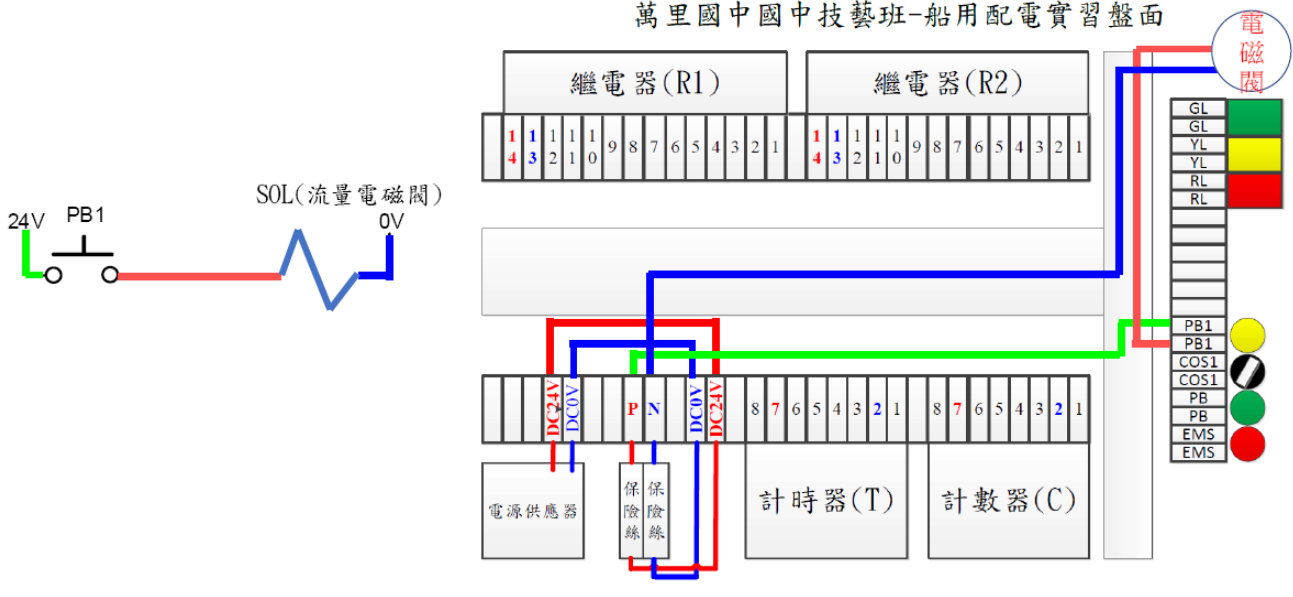 萬里國中國中技藝班-船用配電實習盤面
電磁閥
繼電器(R1)
繼電器(R2)
14 13 12 11 10 9 8 7 6 5 4 3 2 1
14 13 12 11 10 9 8 7 6 5 4 3 2 1
GL
GL
YL
YL
RL
RL
SOL(流量電磁閥)
24V
PB1
0V
PB1
PB1
COS1
COS1
PB
PB
EMS
EMS
DC24V
DC0V
P
N
DC0V
DC24V
8 7 6 5 4 3 2 1
8 7 6 5 4 3 2 1
電源供應器
保險絲
保險絲
計時器(T)
計數器(C)